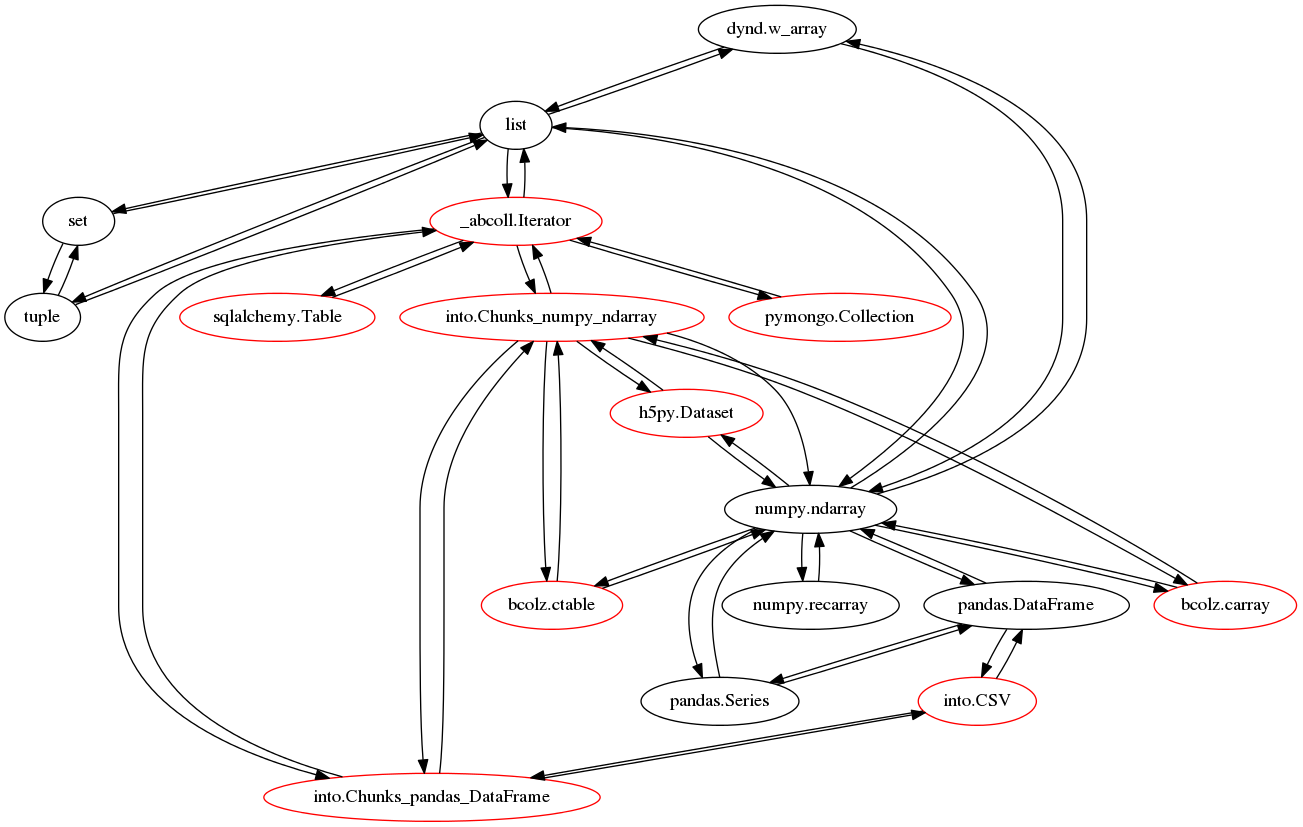 dynd.w_array
list
set
_abcoll.Iterator
tuple
sqlalchemy.Table
into.Chunks_numpy_ndarray
pymongo.Collection
h5py.Dataset
numpy.ndarray
bcolz.ctable
numpy.recarray
pandas.DataFrame
bcolz.carray
pandas.Series
into.CSV
into.Chunks_pandas_DataFrame